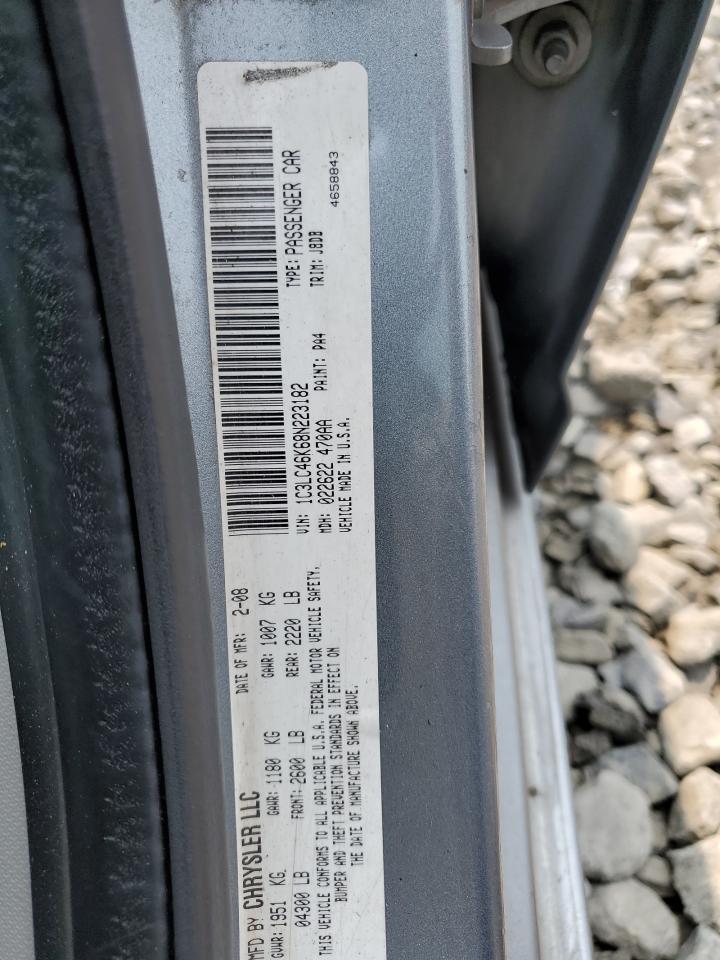 MFD BY CHRYSLER LLC
DATE OF MFR: 2-08
GVWR: 1951 KG
GAWR: 1180 KG
GAWR: 1007 KG
04300 LB
FRONT: 2600 LB
REAR: 2220 LB
THIS VEHICLE CONFORMS TO ALL APPLICABLE U.S.A. FEDERAL MOTOR VEHICLE SAFETY,
BUMPER AND THEFT PREVENTION STANDARDS IN EFFECT ON
THE DATE OF MANUFACTURE SHOWN ABOVE.
VIN: 1C3LC46K68N223182
TYPE: PASSENGER CAR
MDH: 022622 470AA
PAINT: PA4
TRIM: J8DB
VEHICLE MADE IN U.S.A.
4658843